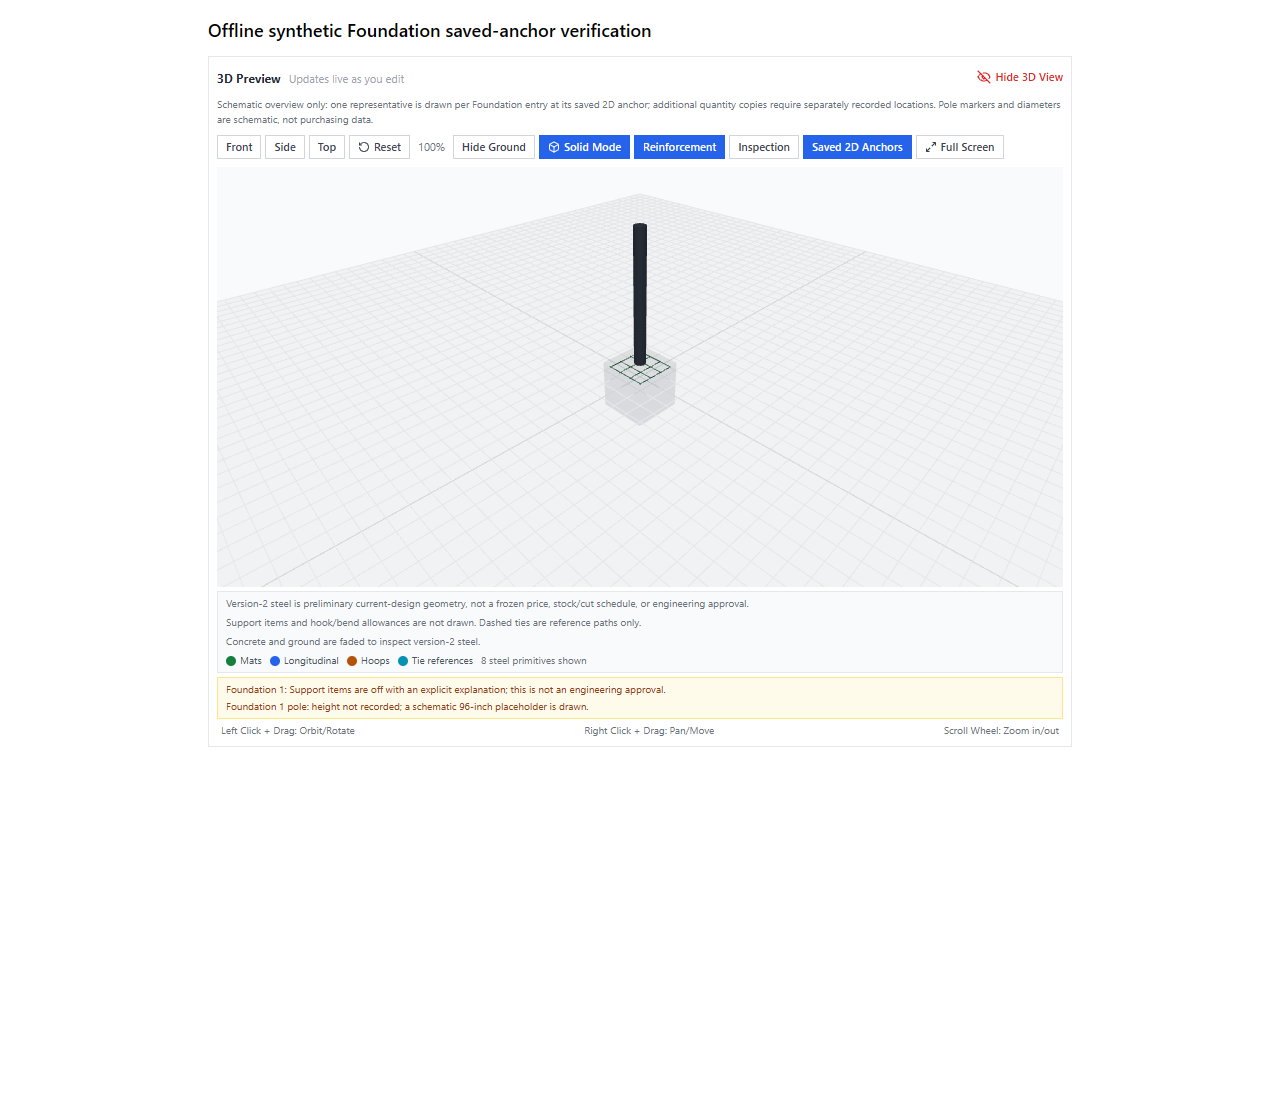 Offline synthetic Foundation saved-anchor verification
3D Preview Updates live as you edit
Hide 3D View
Schematic overview only: one representative is drawn per Foundation entry at its saved 2D anchor; additional quantity copies require separately recorded locations. Pole markers and diameters
are schematic, not purchasing data.
Front Side Top Reset 100% Hide Ground Solid Mode Reinforcement Inspection Saved 2D Anchors Full Screen
Version-2 steel is preliminary current-design geometry, not a frozen price, stock/cut schedule, or engineering approval.
Support items and hook/bend allowances are not drawn. Dashed ties are reference paths only.
Concrete and ground are faded to inspect version-2 steel.
Mats Longitudinal Hoops Tie references 8 steel primitives shown
Foundation 1: Support items are off with an explicit explanation; this is not an engineering approval.
Foundation 1 pole: height not recorded; a schematic 96-inch placeholder is drawn.
Left Click + Drag: Orbit/Rotate Right Click + Drag: Pan/Move Scroll Wheel: Zoom in/out